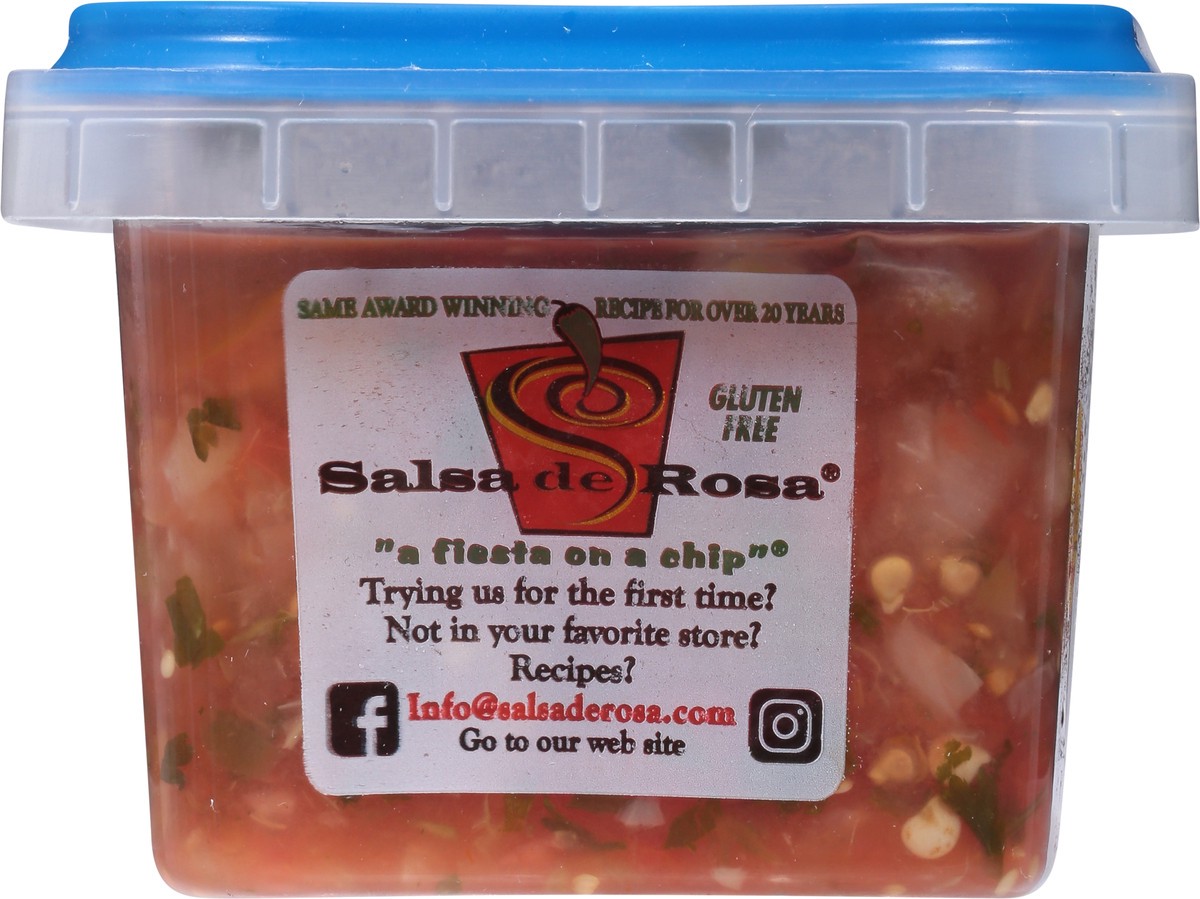 SAME AWARD WINNING RECIPE FOR OVER 20 YEARS
GLUTEN
FREE
Salsa de Rosa®
"a fiesta on a chip"®
Trying us for the first time?
Not in your favorite store?
Recipes?
Info@salsaderosa.com
Go to our web site